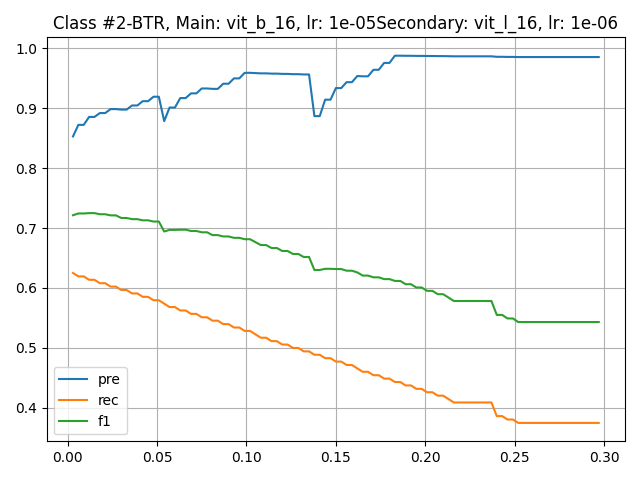 Class #2-BTR, Main: vit_b_16, lr: 1e-05Secondary: vit_l_16, lr: 1e-06
1.0
0.9
0.8
0.7
0.6
0.5
0.4
pre
rec
f1
0.00 0.05 0.10 0.15 0.20 0.25 0.30